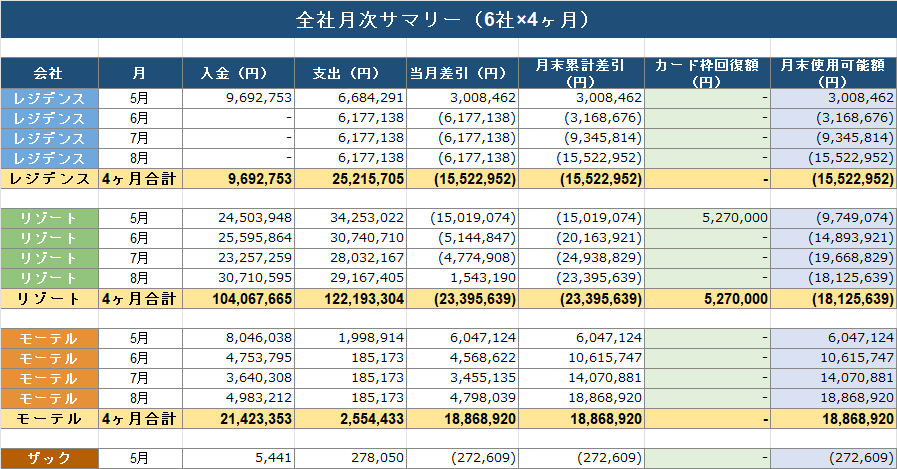 全社月次サマリー（6社×4ヶ月）
会社 月 入金（円） 支出（円） 当月差引（円） 月末累計差引（円） カード枠回復額（円） 月末使用可能額（円）
レジデンス 5月 9,692,753 6,684,291 3,008,462 3,008,462 - 3,008,462
レジデンス 6月 - 6,177,138 (6,177,138) (3,168,676) - (3,168,676)
レジデンス 7月 - 6,177,138 (6,177,138) (9,345,814) - (9,345,814)
レジデンス 8月 - 6,177,138 (6,177,138) (15,522,952) - (15,522,952)
レジデンス 4ヶ月合計 9,692,753 25,215,705 (15,522,952) (15,522,952) - (15,522,952)
リゾート 5月 24,503,948 34,253,022 (15,019,074) (15,019,074) 5,270,000 (9,749,074)
リゾート 6月 25,595,864 30,740,710 (5,144,847) (20,163,921) - (14,893,921)
リゾート 7月 23,257,259 28,032,167 (4,774,908) (24,938,829) - (19,668,829)
リゾート 8月 30,710,595 29,167,405 1,543,190 (23,395,639) - (18,125,639)
リゾート 4ヶ月合計 104,067,665 122,193,304 (23,395,639) (23,395,639) 5,270,000 (18,125,639)
モーテル 5月 8,046,038 1,998,914 6,047,124 6,047,124 - 6,047,124
モーテル 6月 4,753,795 185,173 4,568,622 10,615,747 - 10,615,747
モーテル 7月 3,640,308 185,173 3,455,135 14,070,881 - 14,070,881
モーテル 8月 4,983,212 185,173 4,798,039 18,868,920 - 18,868,920
モーテル 4ヶ月合計 21,423,353 2,554,433 18,868,920 18,868,920 - 18,868,920
ザック 5月 5,441 278,050 (272,609) (272,609) - (272,609)